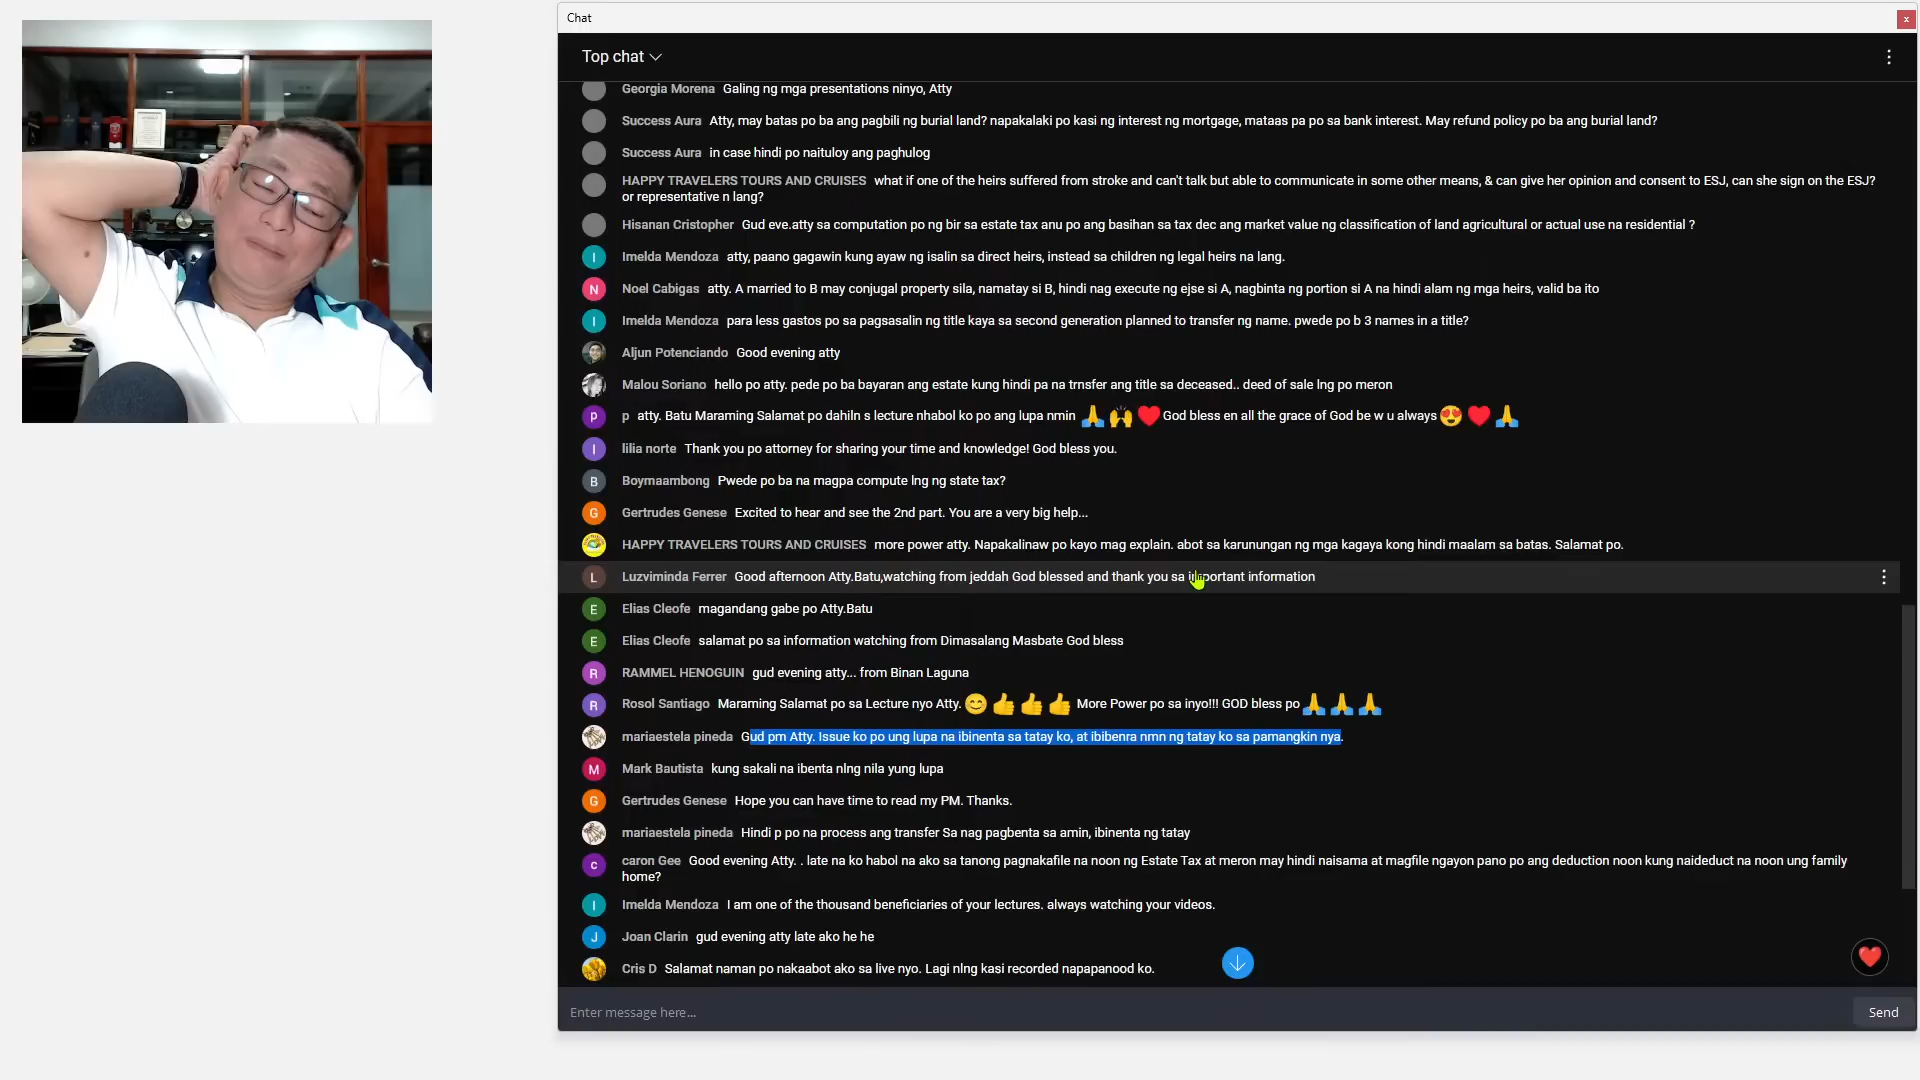 Chat
x
Top chat
Georgia Morena Galing ng mga presentations ninyo, Atty
Success Aura Atty, may batas po ba ang pagbili ng burial land? napakalaki po kasi ng interest ng mortgage, mataas pa po sa bank interest. May refund policy po ba ang burial land?
Success Aura in case hindi po naituloy ang paghulog
HAPPY TRAVELERS TOURS AND CRUISES what if one of the heirs suffered from stroke and can't talk but able to communicate in some other means, & can give her opinion and consent to ESJ, can she sign on the ESJ?
or representative n lang?
Hisanan Cristopher Gud eve.atty sa computation po ng bir sa estate tax anu po ang basihan sa tax dec ang market value ng classification of land agricultural or actual use na residential ?
I Imelda Mendoza atty, paano gagawin kung ayaw ng isalin sa direct heirs, instead sa children ng legal heirs na lang.
N Noel Cabigas atty. A married to B may conjugal property sila, namatay si B, hindi nag execute ng ejse si A, nagbinta ng portion si A na hindi alam ng mga heirs, valid ba ito
I Imelda Mendoza para less gastos po sa pagsasalin ng title kaya sa second generation planned to transfer ng name. pwede po b 3 names in a title?
Aljun Potenciando Good evening atty
Malou Soriano hello po atty. pede po ba bayaran ang estate kung hindi pa na trnsfer ang title sa deceased.. deed of sale lng po meron
p p atty. Batu Maraming Salamat po dahiln s lecture nhabol ko po ang lupa nmin 🙏 🙌 ❤️ God bless en all the grace of God be w u always 😍 ❤️ 🙏
l lilia norte Thank you po attorney for sharing your time and knowledge! God bless you.
B Boymaambong Pwede po ba na magpa compute lng ng state tax?
G Gertrudes Genese Excited to hear and see the 2nd part. You are a very big help...
HAPPY TRAVELERS TOURS AND CRUISES more power atty. Napakalinaw po kayo mag explain. abot sa karunungan ng mga kagaya kong hindi maalam sa batas. Salamat po.
L Luzviminda Ferrer Good afternoon Atty.Batu,watching from jeddah God blessed and thank you sa important information
E Elias Cleofe magandang gabe po Atty.Batu
E Elias Cleofe salamat po sa information watching from Dimasalang Masbate God bless
R RAMMEL HENOGUIN gud evening atty... from Binan Laguna
R Rosol Santiago Maraming Salamat po sa Lecture nyo Atty. 😊 👍 👍 👍 More Power po sa inyo!!! GOD bless po 🙏 🙏 🙏
mariaestela pineda Gud pm Atty. Issue ko po ung lupa na ibinenta sa tatay ko, at ibibenra nmn ng tatay ko sa pamangkin nya.
M Mark Bautista kung sakali na ibenta nlng nila yung lupa
G Gertrudes Genese Hope you can have time to read my PM. Thanks.
mariaestela pineda Hindi p po na process ang transfer Sa nag pagbenta sa amin, ibinenta ng tatay
c caron Gee Good evening Atty. . late na ko habol na ako sa tanong pagnakafile na noon ng Estate Tax at meron may hindi naisama at magfile ngayon pano po ang deduction noon kung naideduct na noon ung family
home?
I Imelda Mendoza I am one of the thousand beneficiaries of your lectures. always watching your videos.
J Joan Clarin gud evening atty late ako he he
Cris D Salamat naman po nakaabot ako sa live nyo. Lagi nlng kasi recorded napapanood ko.
Enter message here...
Send